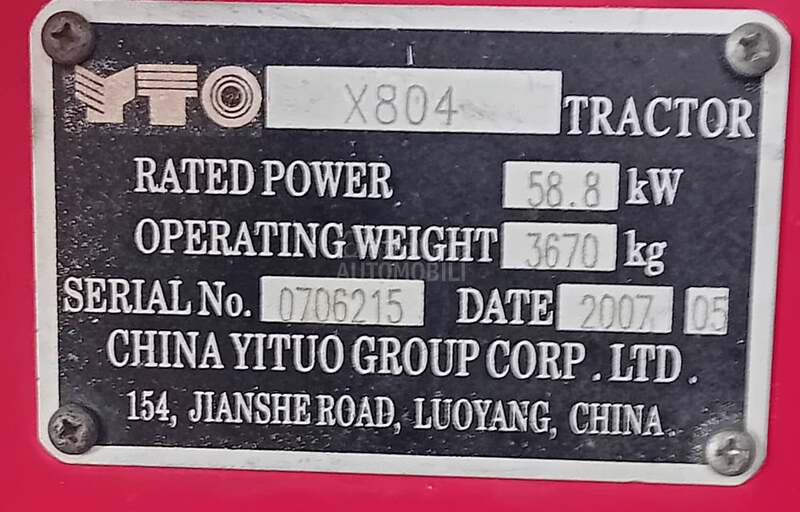 YTO X804 TRACTOR
RATED POWER 58.8 kW
OPERATING WEIGHT 3670 kg
AUTOMOBILI
SERIAL No. 0706215 DATE 2007 05
CHINA YITUO GROUP CORP. LTD.
154, JIANSHE ROAD, LUOYANG, CHINA